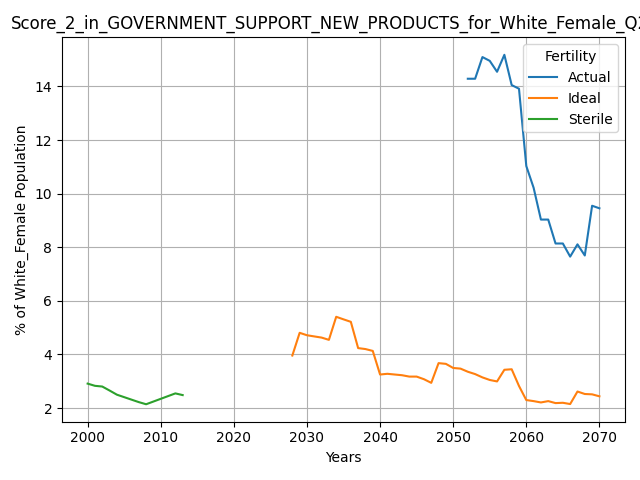 Score_2_in_GOVERNMENT_SUPPORT_NEW_PRODUCTS_for_White_Female_Q
Fertility
Actual
Ideal
Sterile
% of White_Female Population
14
12
10
8
6
4
2
2000 2010 2020 2030 2040 2050 2060 2070
Years